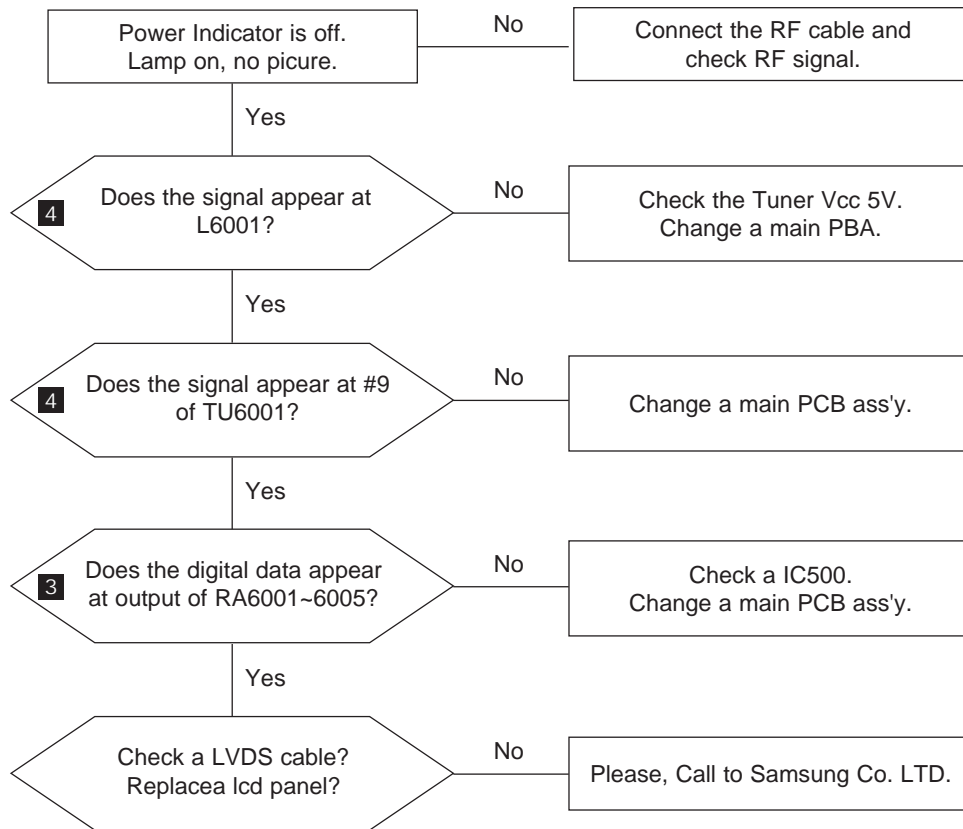 Power Indicator is off.
Lamp on, no picure.
No
Connect the RF cable and
check RF signal.
Yes
4
Does the signal appear at
L6001?
No
Check the Tuner Vcc 5V.
Change a main PBA.
Yes
4
Does the signal appear at #9
of TU6001?
No
Change a main PCB ass'y.
Yes
3
Does the digital data appear
at output of RA6001~6005?
No
Check a IC500.
Change a main PCB ass'y.
Yes
Check a LVDS cable?
Replacea lcd panel?
No
Please, Call to Samsung Co. LTD.